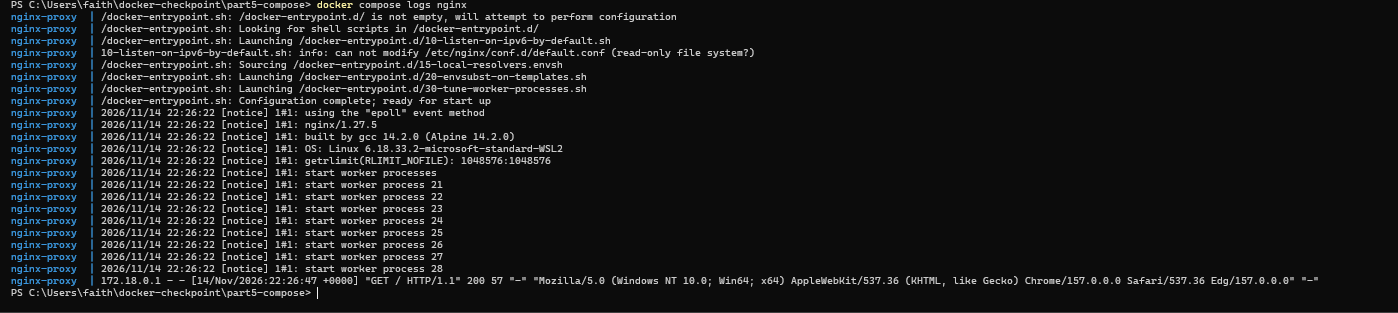 PS C:\Users\faith\docker-checkpoint\part5-compose> docker compose logs nginx
nginx-proxy  | /docker-entrypoint.sh: /docker-entrypoint.d/ is not empty, will attempt to perform configuration
nginx-proxy  | /docker-entrypoint.sh: Looking for shell scripts in /docker-entrypoint.d/
nginx-proxy  | /docker-entrypoint.sh: Launching /docker-entrypoint.d/10-listen-on-ipv6-by-default.sh
nginx-proxy  | 10-listen-on-ipv6-by-default.sh: info: can not modify /etc/nginx/conf.d/default.conf (read-only file system?)
nginx-proxy  | /docker-entrypoint.sh: Sourcing /docker-entrypoint.d/15-local-resolvers.envsh
nginx-proxy  | /docker-entrypoint.sh: Launching /docker-entrypoint.d/20-envsubst-on-templates.sh
nginx-proxy  | /docker-entrypoint.sh: Launching /docker-entrypoint.d/30-tune-worker-processes.sh
nginx-proxy  | /docker-entrypoint.sh: Configuration complete; ready for start up
nginx-proxy  | 2026/11/14 22:26:22 [notice] 1#1: using the "epoll" event method
nginx-proxy  | 2026/11/14 22:26:22 [notice] 1#1: nginx/1.27.5
nginx-proxy  | 2026/11/14 22:26:22 [notice] 1#1: built by gcc 14.2.0 (Alpine 14.2.0)
nginx-proxy  | 2026/11/14 22:26:22 [notice] 1#1: OS: Linux 6.18.33.2-microsoft-standard-WSL2
nginx-proxy  | 2026/11/14 22:26:22 [notice] 1#1: getrlimit(RLIMIT_NOFILE): 1048576:1048576
nginx-proxy  | 2026/11/14 22:26:22 [notice] 1#1: start worker processes
nginx-proxy  | 2026/11/14 22:26:22 [notice] 1#1: start worker process 21
nginx-proxy  | 2026/11/14 22:26:22 [notice] 1#1: start worker process 22
nginx-proxy  | 2026/11/14 22:26:22 [notice] 1#1: start worker process 23
nginx-proxy  | 2026/11/14 22:26:22 [notice] 1#1: start worker process 24
nginx-proxy  | 2026/11/14 22:26:22 [notice] 1#1: start worker process 25
nginx-proxy  | 2026/11/14 22:26:22 [notice] 1#1: start worker process 26
nginx-proxy  | 2026/11/14 22:26:22 [notice] 1#1: start worker process 27
nginx-proxy  | 2026/11/14 22:26:22 [notice] 1#1: start worker process 28
nginx-proxy  | 172.18.0.1 - - [14/Nov/2026:22:26:47 +0000] "GET / HTTP/1.1" 200 57 "-" "Mozilla/5.0 (Windows NT 10.0; Win64; x64) AppleWebKit/537.36 (KHTML, like Gecko) Chrome/157.0.0.0 Safari/537.36 Edg/157.0.0.0" "-"
PS C:\Users\faith\docker-checkpoint\part5-compose>